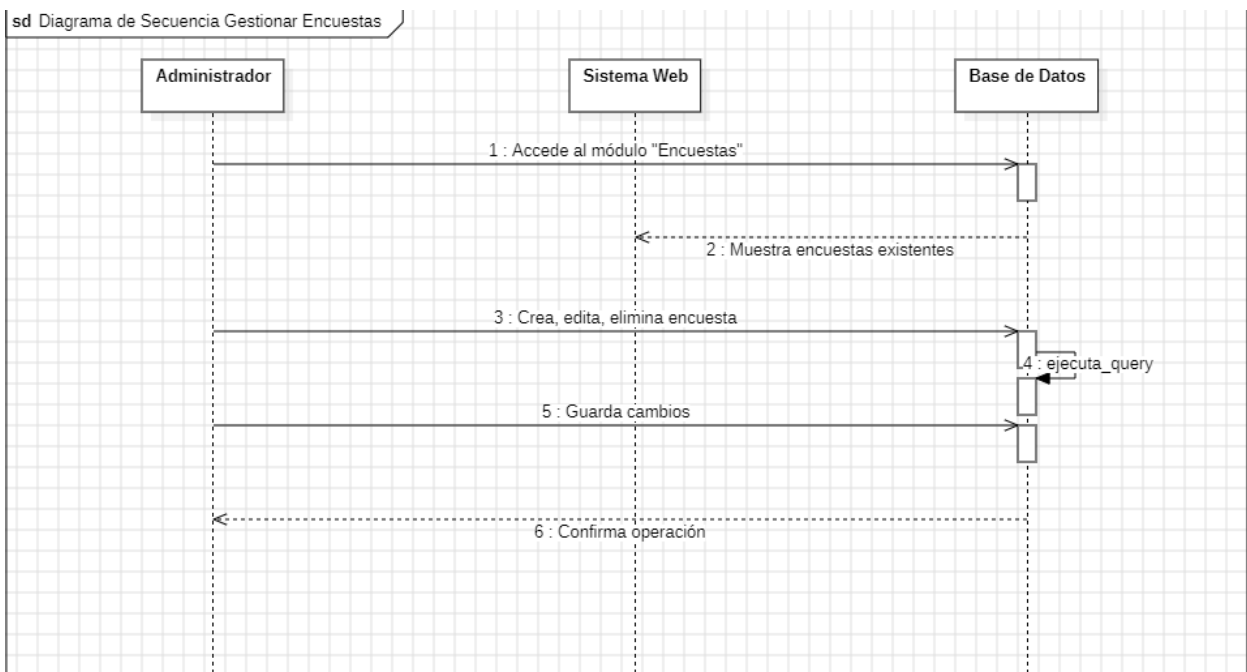 sd Diagrama de Secuencia Gestionar Encuestas
Administrador
Sistema Web
Base de Datos
1 : Accede al módulo "Encuestas"
2 : Muestra encuestas existentes
3 : Crea, edita, elimina encuesta
4 : ejecuta_query
5 : Guarda cambios
6 : Confirma operación